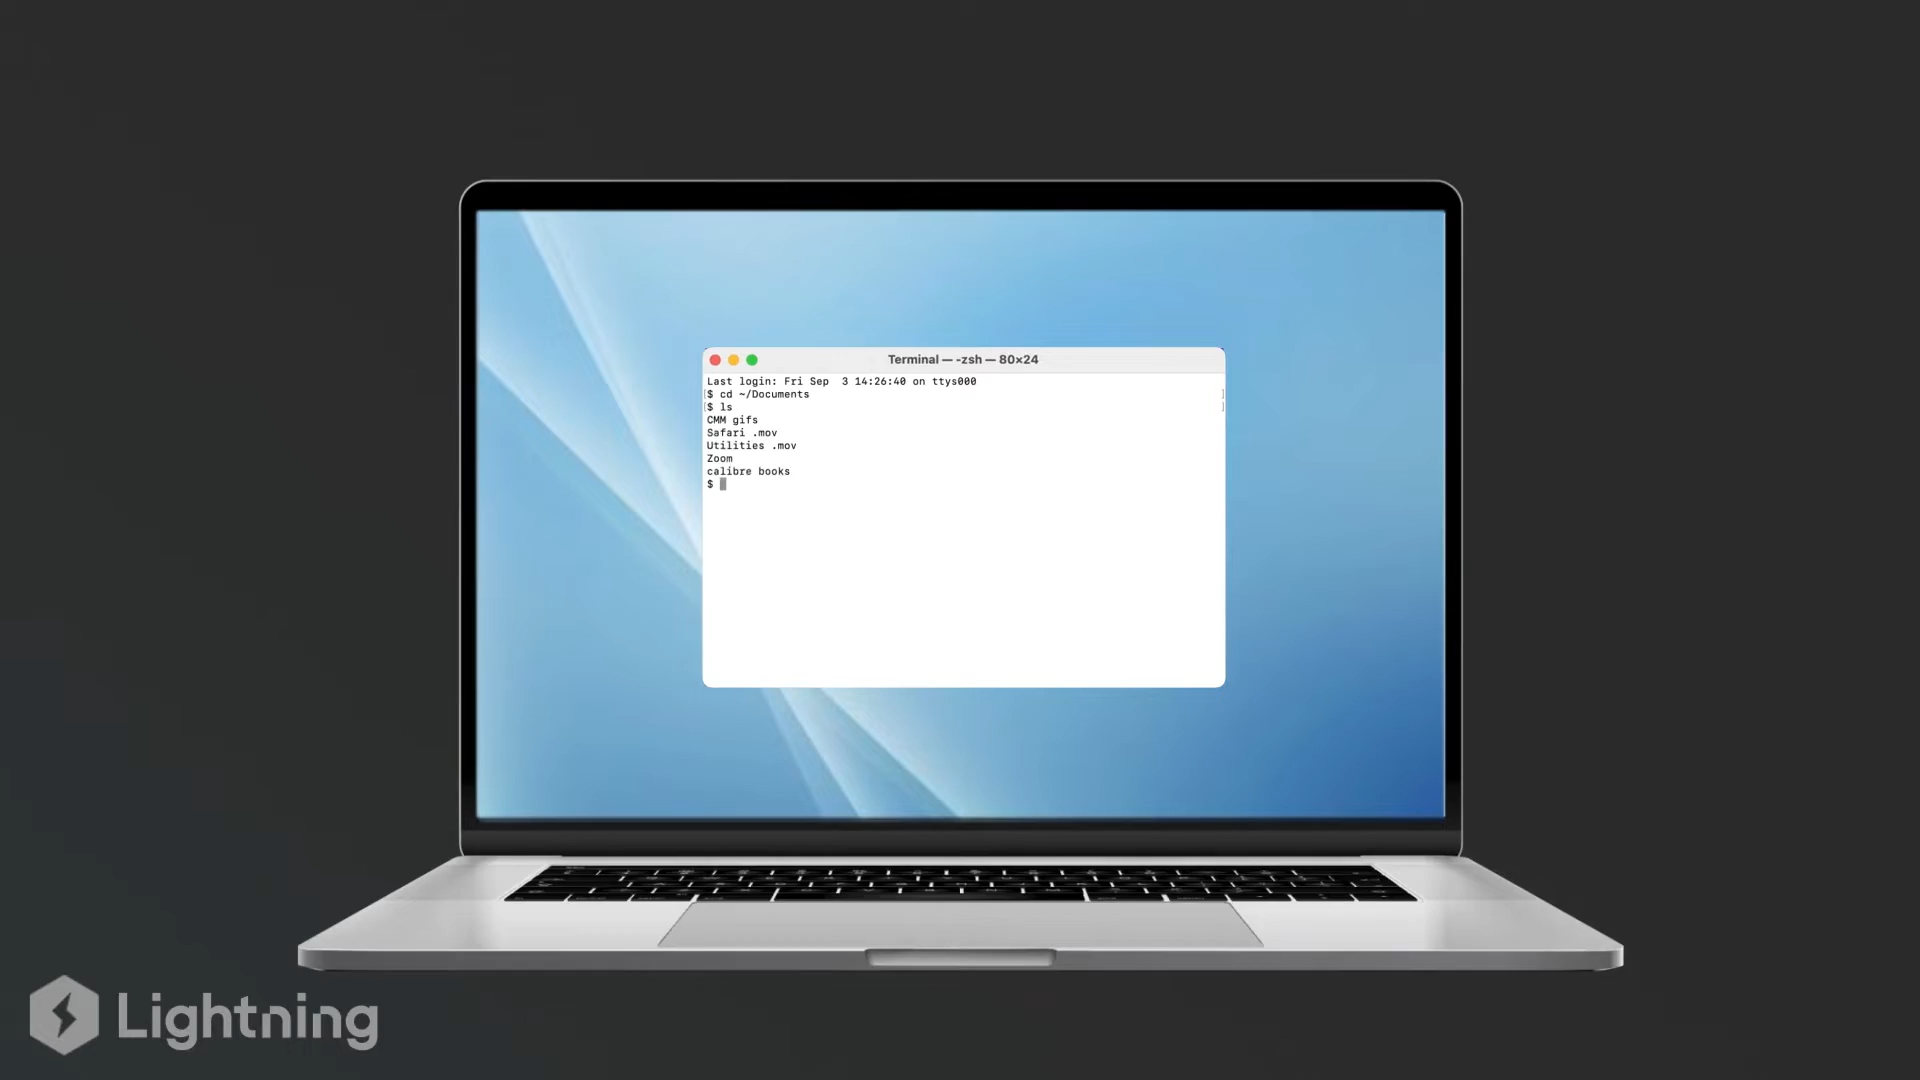 Terminal — -zsh — 80×24
Last login: Fri Sep  3 14:26:40 on ttys000
[$ cd ~/Documents ]
[$ ls ]
CMM gifs
Safari .mov
Utilities .mov
Zoom
calibre books
$
Lightning